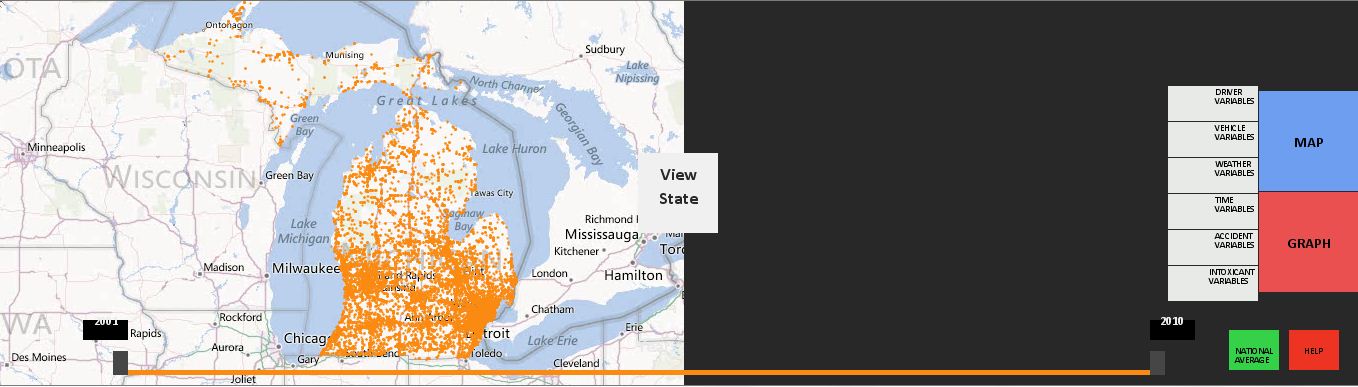 Ontonagon
Munising
Sudbury
OTA
Lake
Nipissing
North Channel
Great Lakes
Green
Bay
Georgian Bay
Minneapolis
Lake Huron
WISCONSIN
Green Bay
Tawas City
View
State
Saginaw
Bay
Lake
Michigan
Richmond
Mississauga
Kitchener
Toro
Madison
Milwaukee
Grand Rapids
Lansing
Flint
London
Hamilton
WA
Rockford
Ann Arbor
Detroit
Chatham
2001
Rapids
Chicago
Lake Erie
Erie
Des Moines
Aurora
Gary
South Bend
Toledo
Cleveland
Joliet
DRIVER
VARIABLES
VEHICLE
VARIABLES
WEATHER
VARIABLES
TIME
VARIABLES
ACCIDENT
VARIABLES
INTOXICANT
VARIABLES
MAP
GRAPH
2010
NATIONAL
AVERAGE
HELP